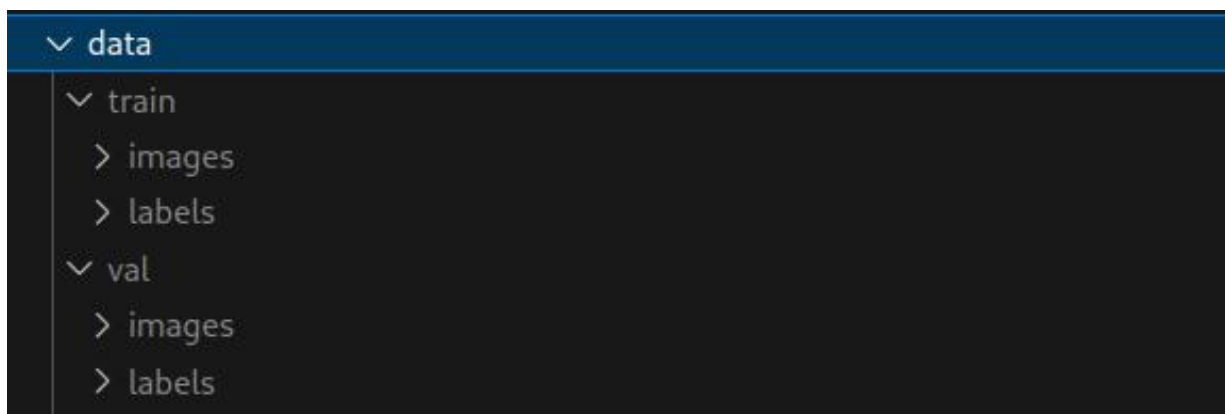 data
train
images
labels
val
images
labels